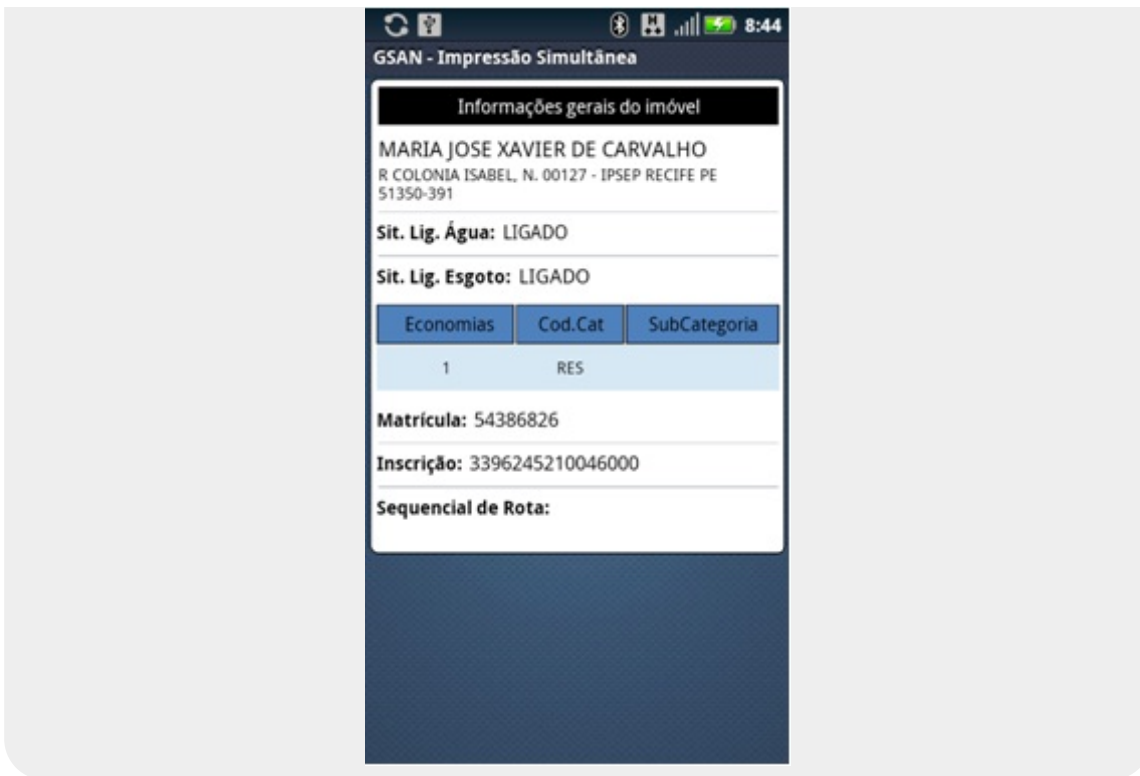 8:44
GSAN - Impressão Simultânea
Informações gerais do imóvel
MARIA JOSE XAVIER DE CARVALHO
R COLONIA ISABEL, N. 00127 - IPSEP RECIFE PE
51350-391
Sit. Lig. Água: LIGADO
Sit. Lig. Esgoto: LIGADO
Economias Cod.Cat SubCategoria
1 RES
Matrícula: 54386826
Inscrição: 3396245210046000
Sequencial de Rota: